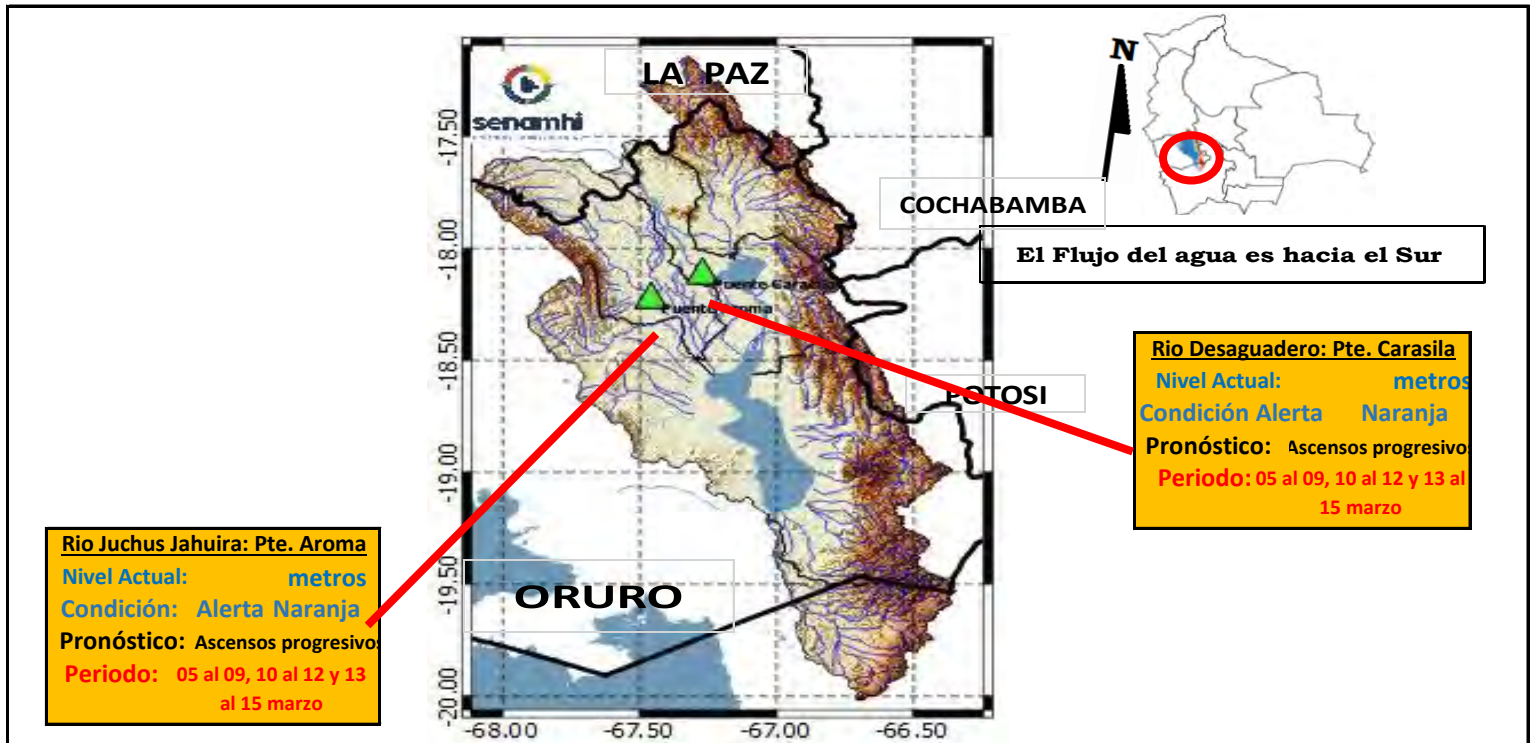 LA PAZ
N
senamhi
-17.50
COCHABAMBA
El Flujo del agua es hacia el Sur
-18.00
Puente
Puente
-18.50
POTOSI
Rio Desaguadero: Pte. Carasila
Nivel Actual: metros
Condición Alerta Naranja
Pronóstico: Ascensos progresivo
Periodo: 05 al 09, 10 al 12 y 13 al
15 marzo
-19.00
Rio Juchus Jahuira: Pte. Aroma
Nivel Actual: metros
Condición: Alerta Naranja
Pronóstico: Ascensos progresivo
Periodo: 05 al 09, 10 al 12 y 13
al 15 marzo
-19.50
ORURO
-20.00
-68.00 -67.50 -67.00 -66.50